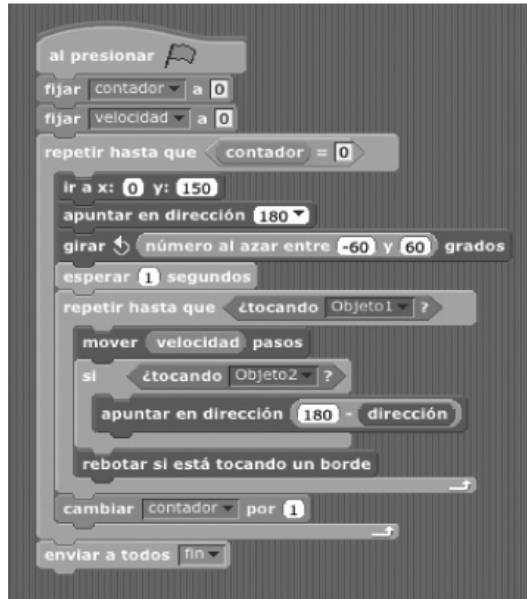 al presionar
fijar contador a 0
fijar velocidad a 0
repetir hasta que contador = 0
ir a x: 0 y: 150
apuntar en dirección 180
girar número al azar entre -60 y 60 grados
esperar 1 segundos
repetir hasta que ¿tocando Objeto1 ?
mover velocidad pasos
si ¿tocando Objeto2 ?
apuntar en dirección 180 - dirección
rebotar si está tocando un borde
cambiar contador por 1
enviar a todos fin